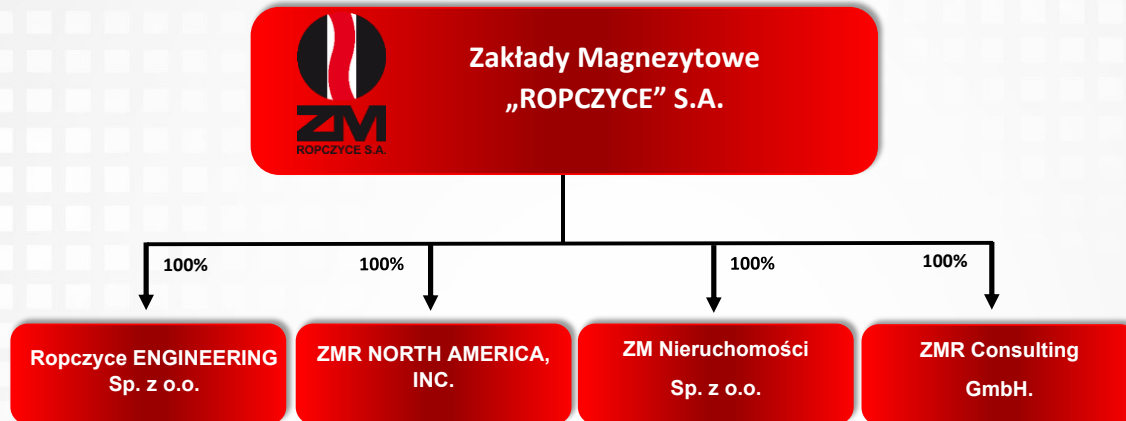 Zakłady Magnezytowe
„ROPCZYCE” S.A.
ZM
ROPCZYCE S.A.
100%
100%
100%
100%
Ropczyce ENGINEERING
Sp. z o.o.
ZMR NORTH AMERICA,
INC.
ZM Nieruchomości
Sp. z o.o.
ZMR Consulting
GmbH.